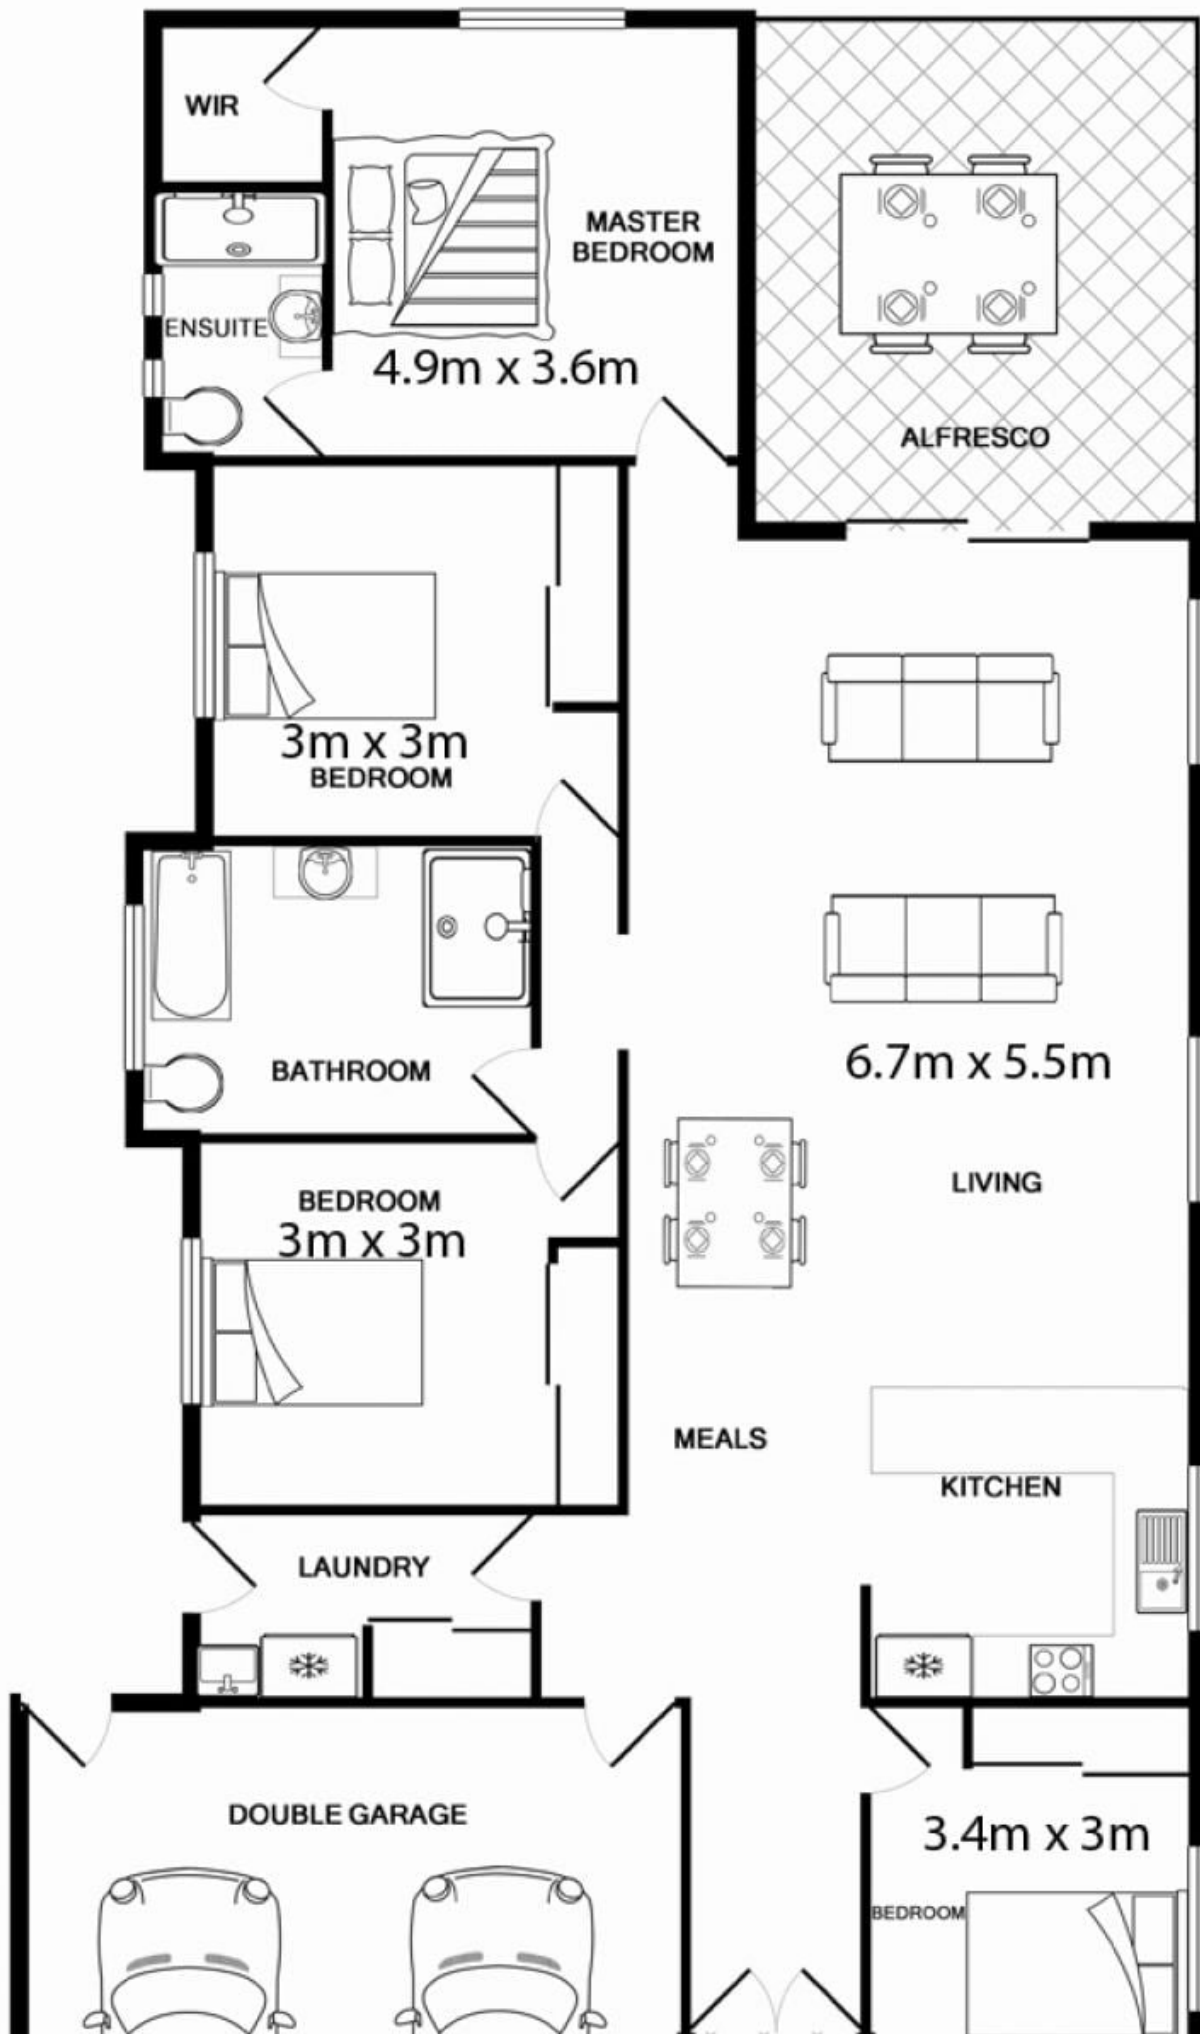 WIR
MASTER
BEDROOM
ENSUITE
4.9m x 3.6m
ALFRESCO
3m x 3m
BEDROOM
6.7m x 5.5m
BATHROOM
LIVING
BEDROOM
3m x 3m
MEALS
KITCHEN
LAUNDRY
DOUBLE GARAGE
3.4m x 3m
BEDROOM